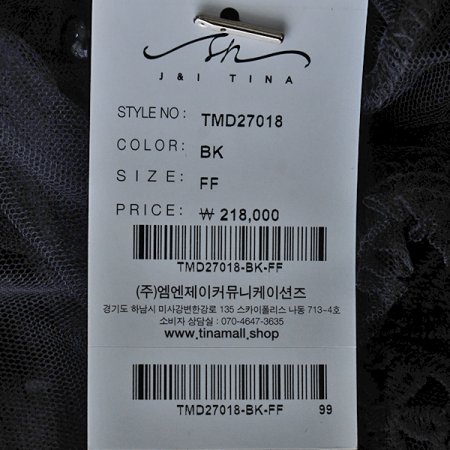 J & I TINA
STYLE NO : TMD27018
COLOR: BK
SIZE: FF
PRICE: ₩ 218,000
TMD27018-BK-FF
(주)엠엔제이커뮤니케이션즈
경기도 하남시 미사강변한강로 135 스카이폴리스 나동 713-4호
소비자 상담실 : 070-4647-3635
www.tinamall.shop
TMD27018-BK-FF 99